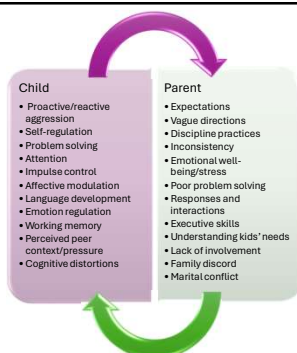 Child
• Proactive/reactive
aggression
• Self-regulation
• Problem solving
• Attention
• Impulse control
• Affective modulation
• Language development
• Emotion regulation
• Working memory
• Perceived peer
context/pressure
• Cognitive distortions
Parent
• Expectations
• Vague directions
• Discipline practices
• Inconsistency
• Emotional well-
being/stress
• Poor problem solving
• Responses and
interactions
• Executive skills
• Understanding kids' needs
• Lack of involvement
• Family discord
• Marital conflict